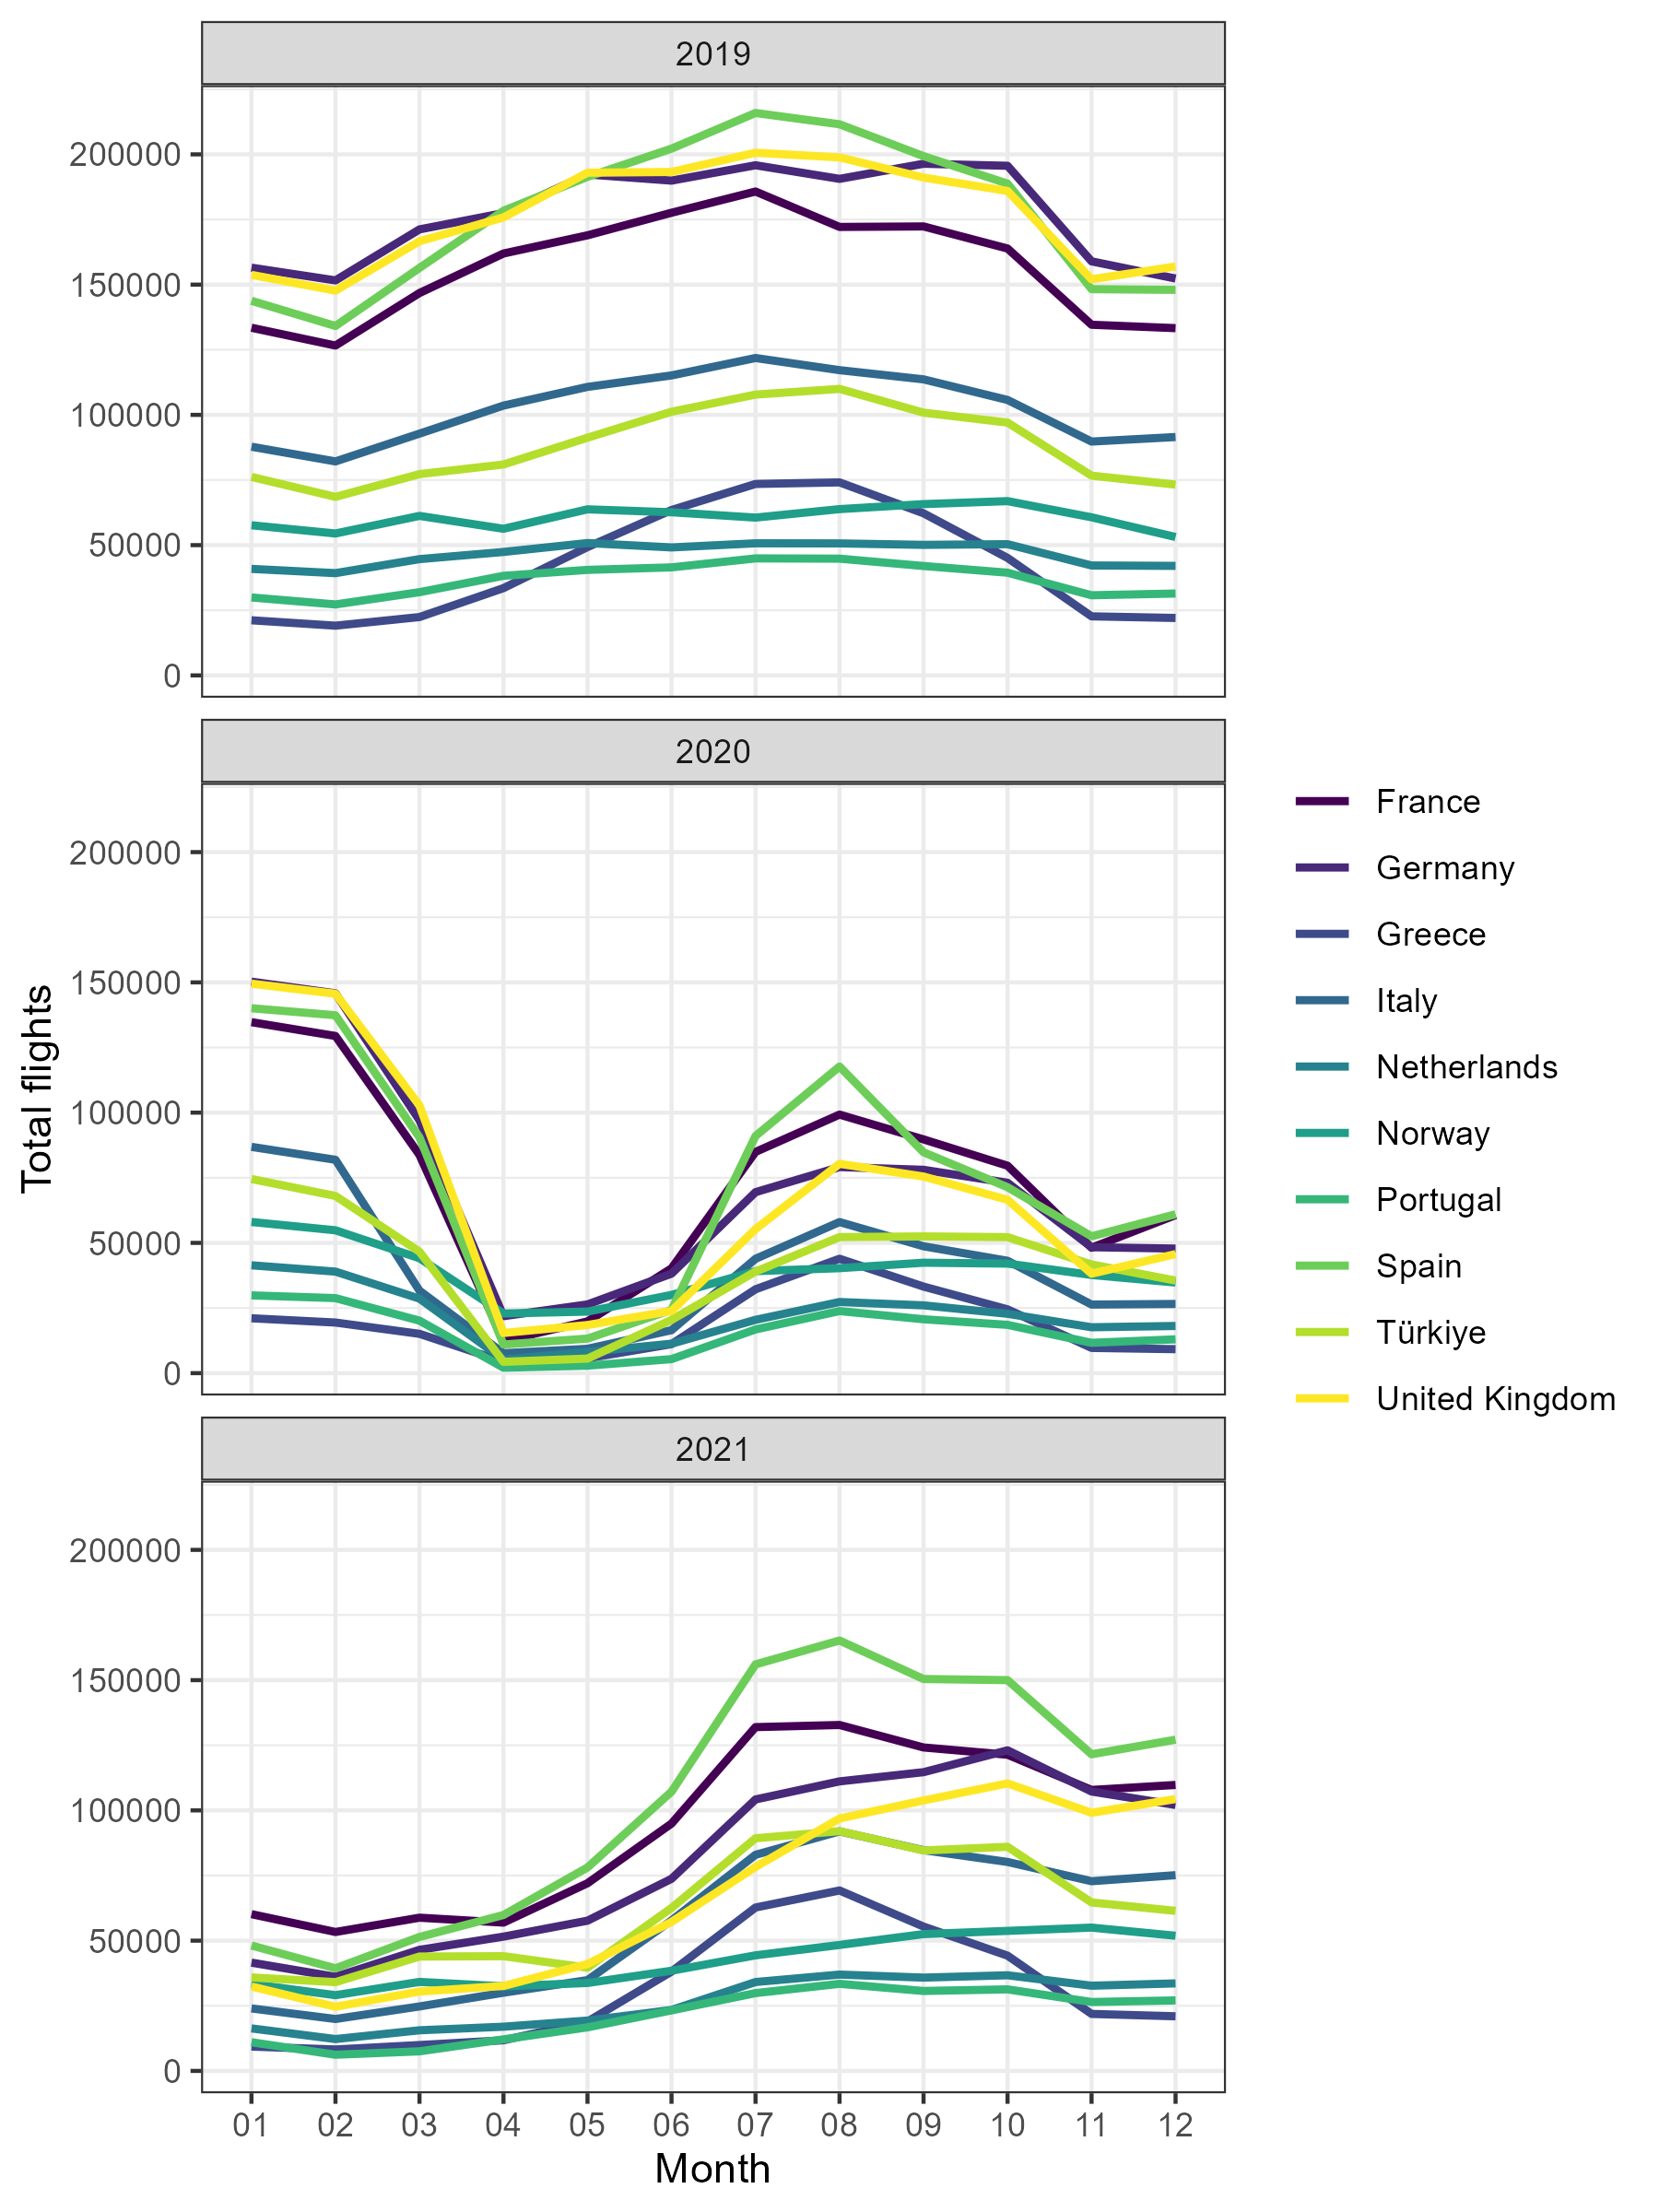 2019
200000
150000
100000
50000
0
2020
200000
150000
100000
50000
0
2021
200000
150000
100000
50000
0
01 02 03 04 05 06 07 08 09 10 11 12
Month
Total flights
France
Germany
Greece
Italy
Netherlands
Norway
Portugal
Spain
Türkiye
United Kingdom